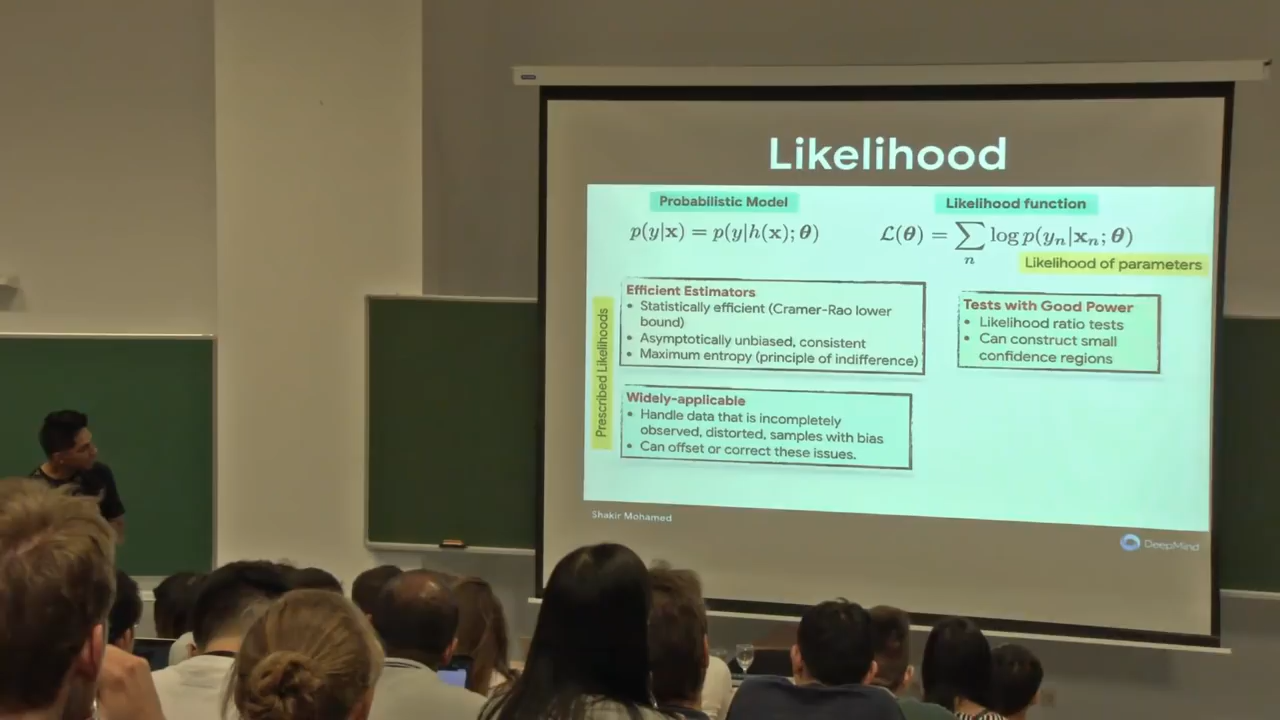 Likelihood
Probabilistic Model
p(y|x) = p(y|h(x); θ)
Likelihood function
ℒ(θ) = ∑ₙ log p(yₙ|xₙ; θ)
Likelihood of parameters
Prescribed Likelihoods
Efficient Estimators
• Statistically efficient (Cramer-Rao lower
bound)
• Asymptotically unbiased, consistent
• Maximum entropy (principle of indifference)
Tests with Good Power
• Likelihood ratio tests
• Can construct small
confidence regions
Widely-applicable
• Handle data that is incompletely
observed, distorted, samples with bias
• Can offset or correct these issues.
Shakir Mohamed
DeepMind